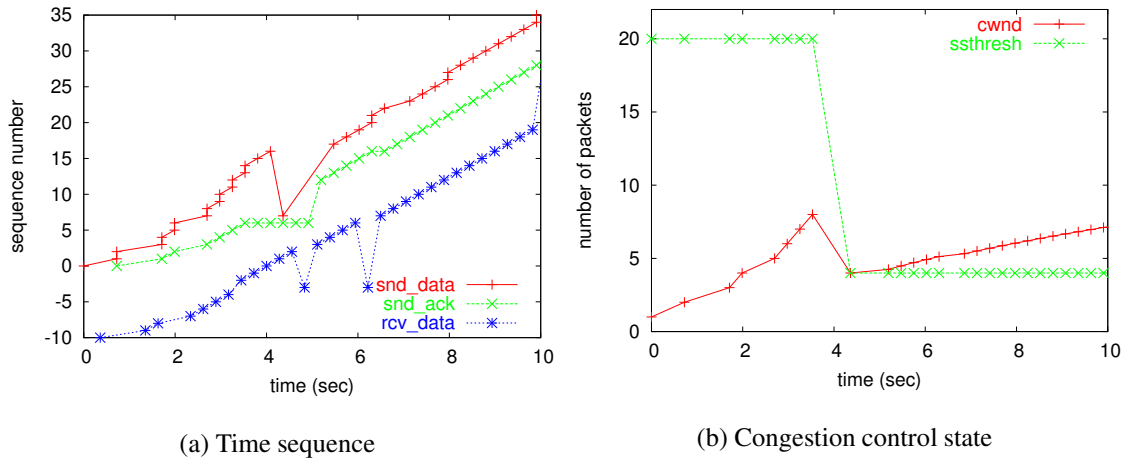 35
30
25
20
15
10
5
0
-5
-10
0
2
4
6
8
10
sequence number
time (sec)
snd_data
snd_ack
rcv_data
(a) Time sequence
20
15
10
5
0
0
2
4
6
8
10
number of packets
time (sec)
cwnd
ssthresh
(b) Congestion control state